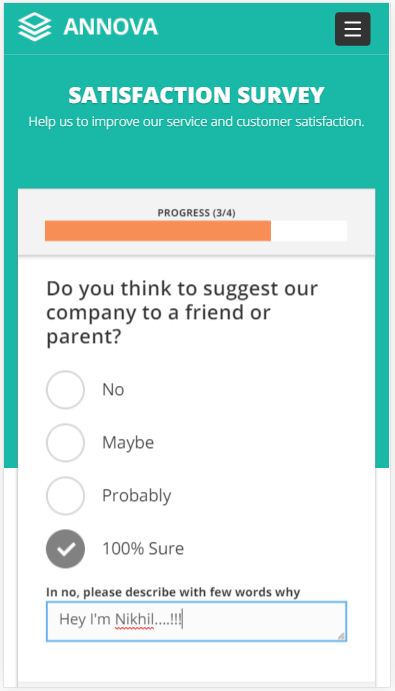 ANNOVA
SATISFACTION SURVEY
Help us to improve our service and customer satisfaction.
PROGRESS (3/4)
Do you think to suggest our
company to a friend or
parent?
No
Maybe
Probably
100% Sure
In no, please describe with few words why
Hey I'm Nikhil....!!!